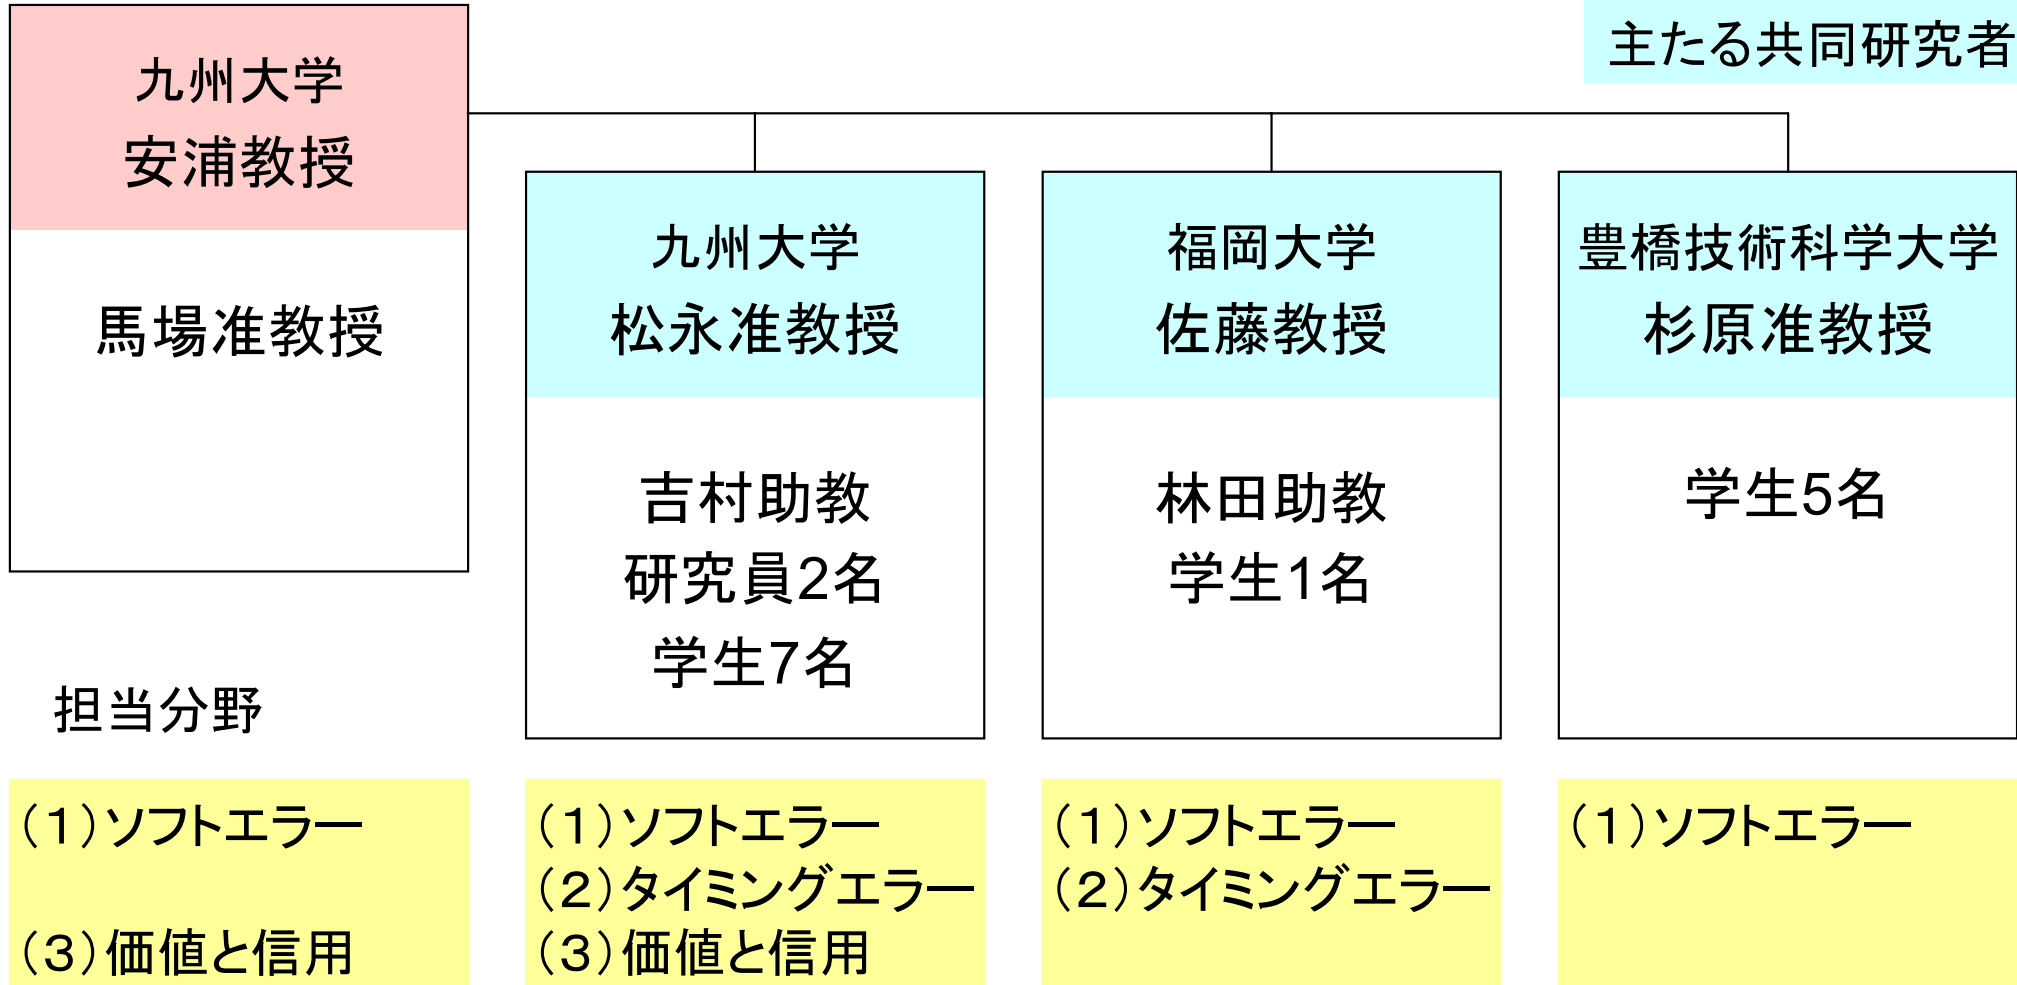 主たる共同研究者
九州大学
安浦教授
馬場准教授
九州大学
松永准教授
吉村助教
研究員2名
学生7名
福岡大学
佐藤教授
林田助教
学生1名
豊橋技術科学大学
杉原准教授
学生5名
担当分野
（１）ソフトエラー
（３）価値と信用
（１）ソフトエラー
（２）タイミングエラー
（３）価値と信用
（１）ソフトエラー
（２）タイミングエラー
（１）ソフトエラー